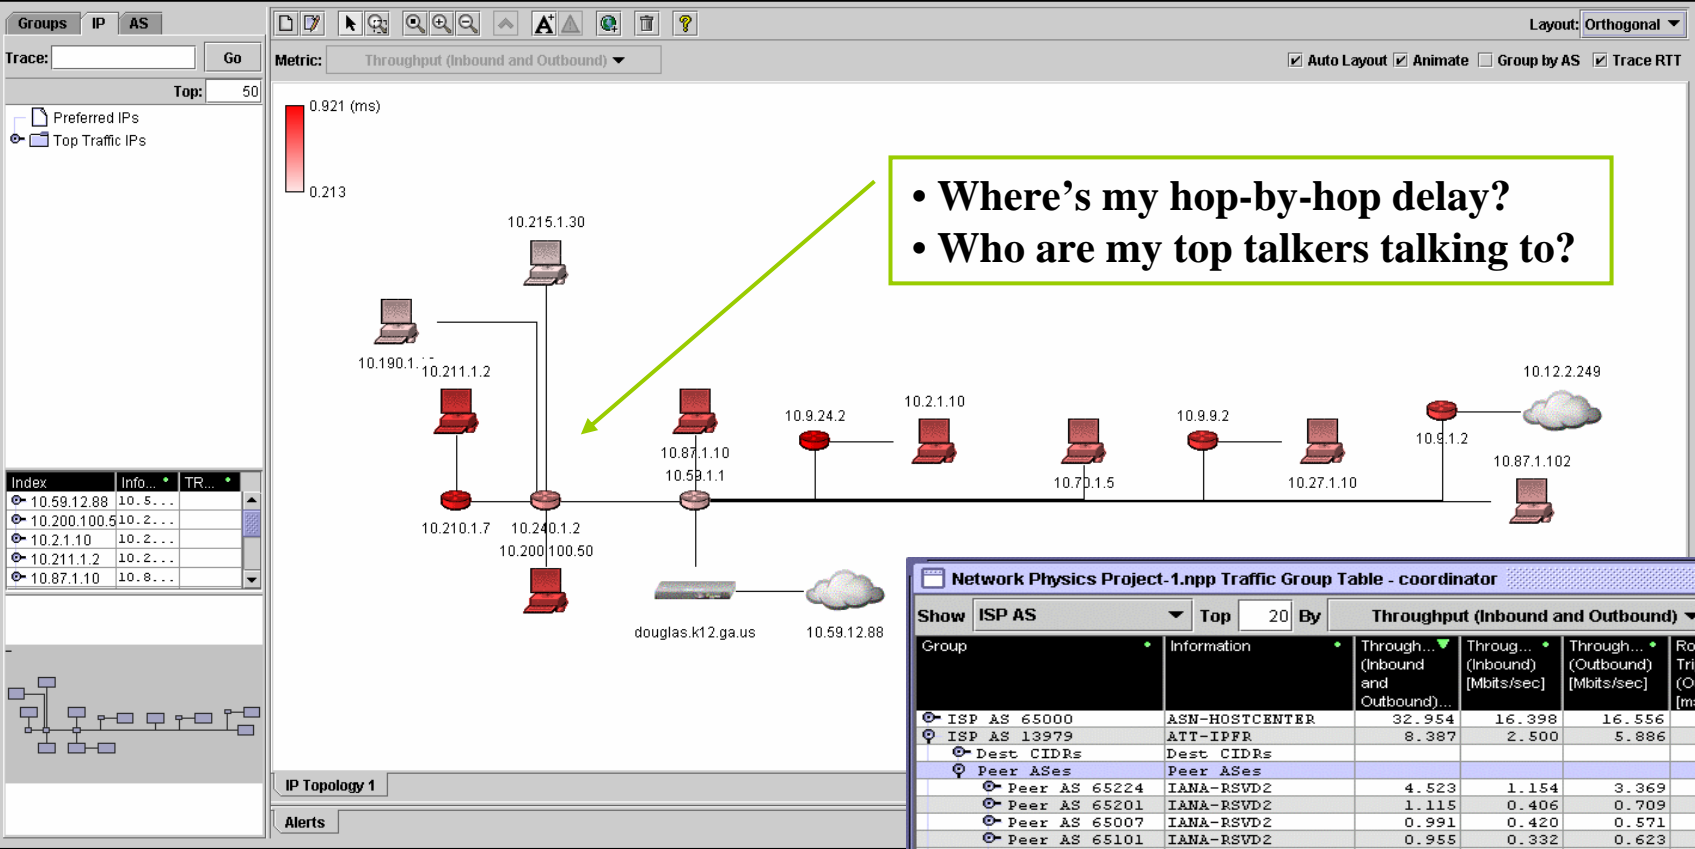 Groups IP AS
Layout: Orthogonal
Trace: Go
Metric: Throughput (Inbound and Outbound)
Auto Layout Animate Group by AS Trace RTT
Top: 50
Preferred IPs
Top Traffic IPs
0.921 (ms)
0.213
• Where's my hop-by-hop delay?
• Who are my top talkers talking to?
10.215.1.30
10.190.1.
10.211.1.2
10.12.2.249
10.2.1.10
10.9.24.2
10.9.9.2
10.9.1.2
10.87.1.10
10.59.1.1
10.70.1.5
10.27.1.10
10.87.1.102
10.210.1.7
10.240.1.2
10.200.100.50
douglas.k12.ga.us
10.59.12.88
Index Info... TR...
10.59.12.88 10.5...
10.200.100.5 10.2...
10.2.1.10 10.2...
10.211.1.2 10.2...
10.87.1.10 10.8...
IP Topology 1
Alerts
Network Physics Project-1.npp Traffic Group Table - coordinator
Show ISP AS Top 20 By Throughput (Inbound and Outbound)
Group Information Through... Throug... Through... Ro
(Inbound (Inbound) (Outbound) Tri
and [Mbits/sec] [Mbits/sec] (O
Outbound)... [ms
ISP AS 65000 ASN-HOSTCENTER 32.954 16.398 16.556
ISP AS 13979 ATT-IPFR 8.387 2.500 5.886
Dest CIDRs Dest CIDRs
Peer ASes Peer ASes
Peer AS 65224 IANA-RSVD2 4.523 1.154 3.369
Peer AS 65201 IANA-RSVD2 1.115 0.406 0.709
Peer AS 65007 IANA-RSVD2 0.991 0.420 0.571
Peer AS 65101 IANA-RSVD2 0.955 0.332 0.623